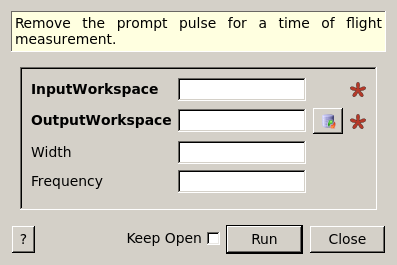 Remove the prompt pulse for a time of flight
measurement.
InputWorkspace
OutputWorkspace
Width
Frequency
? Keep Open Run Close